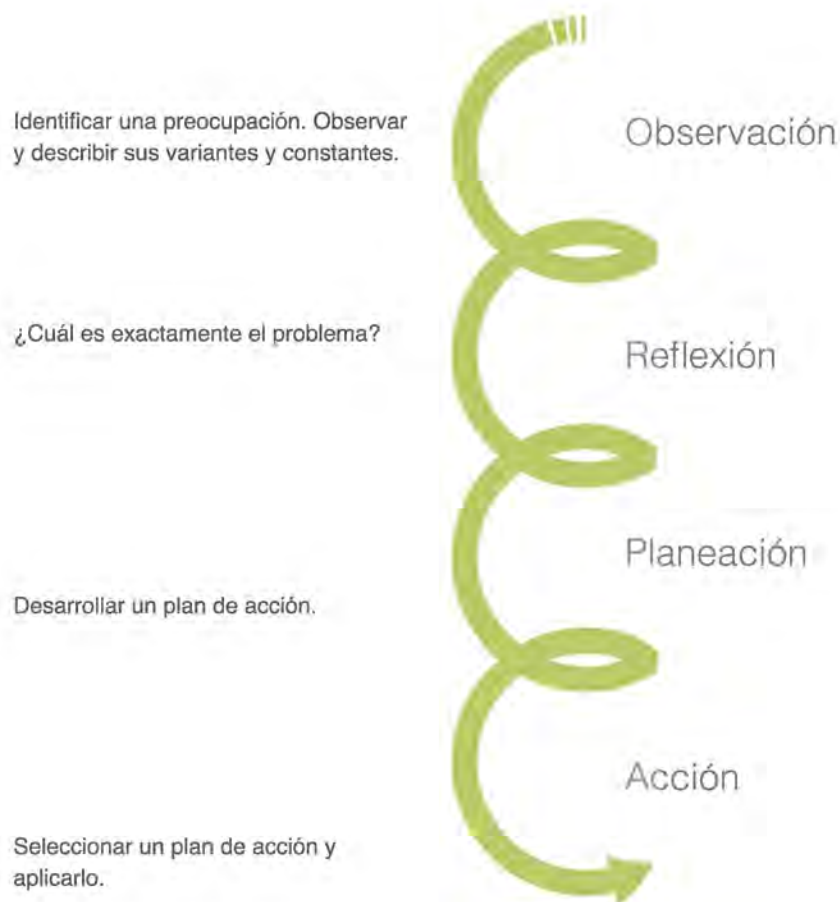 Identificar una preocupación. Observar
y describir sus variantes y constantes.
Observación
¿Cuál es exactamente el problema?
Reflexión
Planeación
Desarrollar un plan de acción.
Acción
Seleccionar un plan de acción y
aplicarlo.